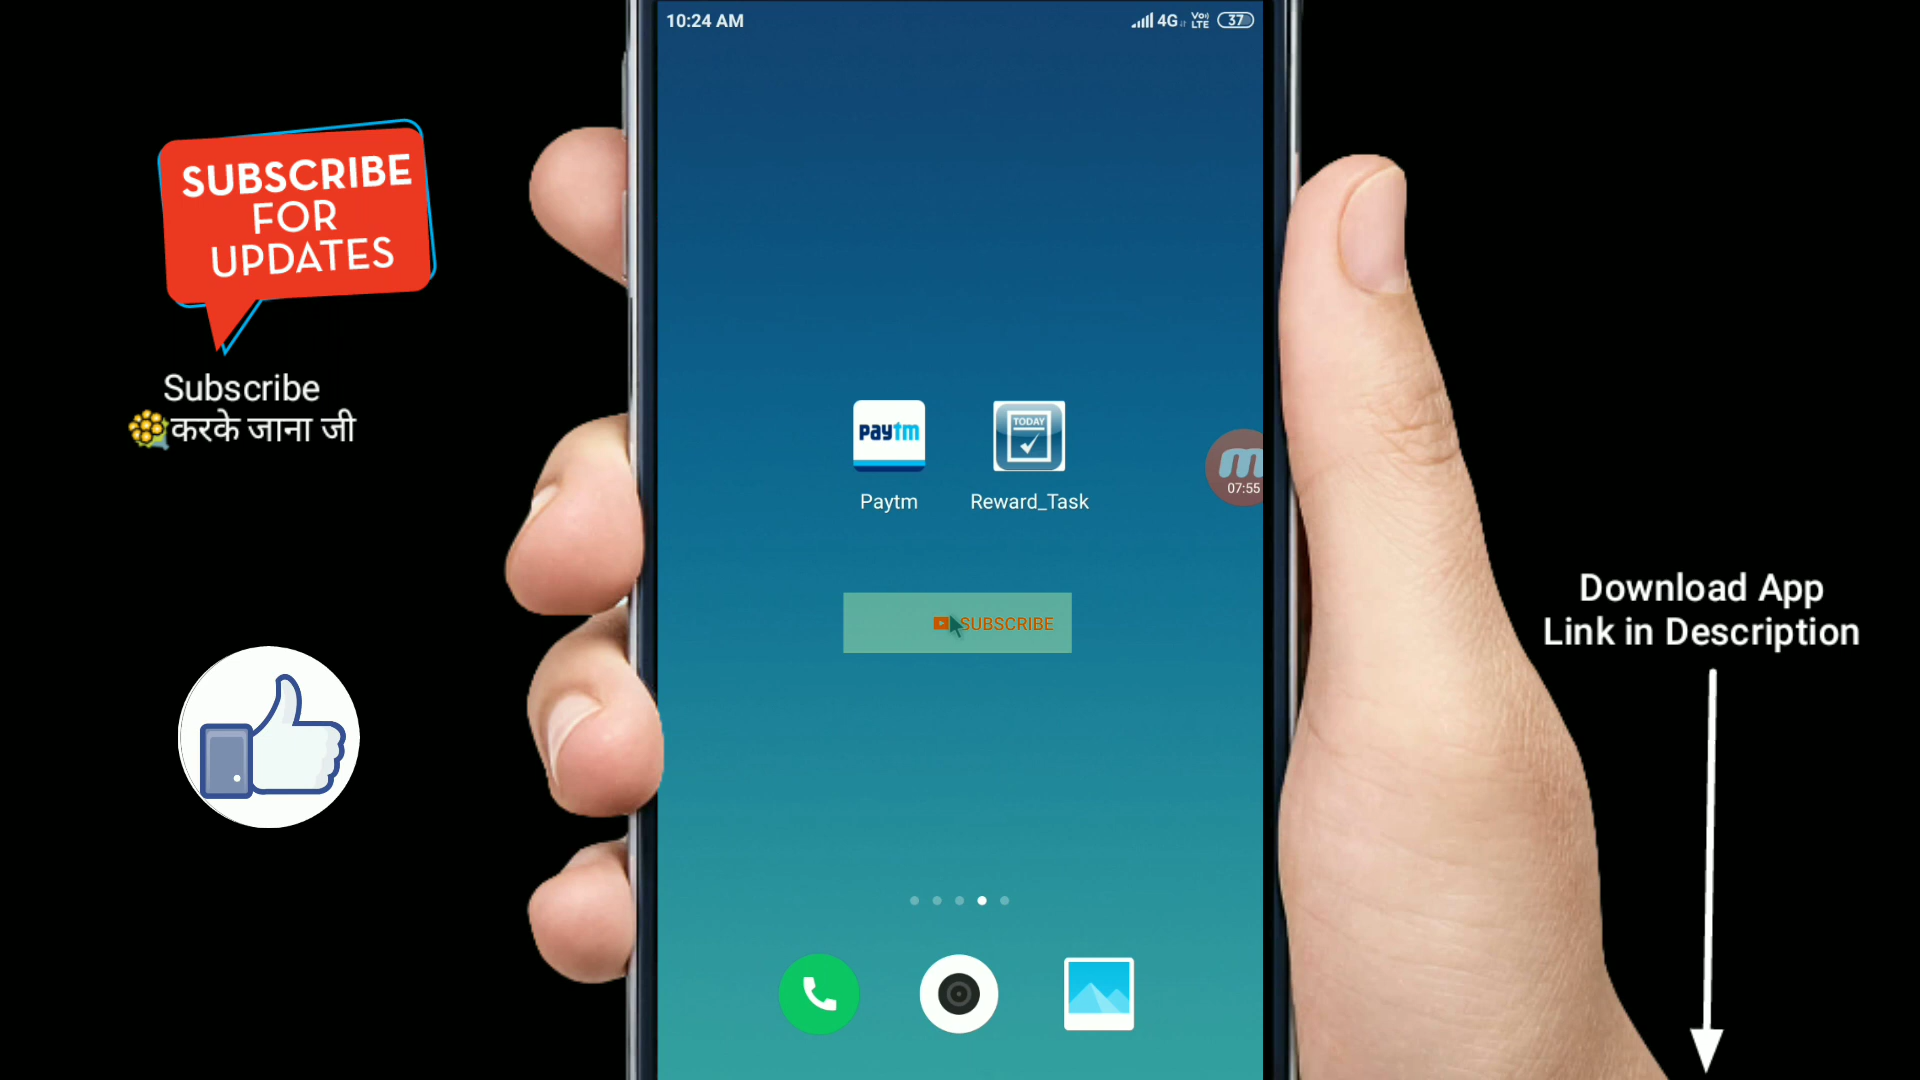 10:24 AM
4G VoLTE 37
SUBSCRIBE
FOR
UPDATES
Subscribe
करके जाना जी
paytm
TODAY
Paytm
Reward_Task
m
07:55
SUBSCRIBE
Download App
Link in Description